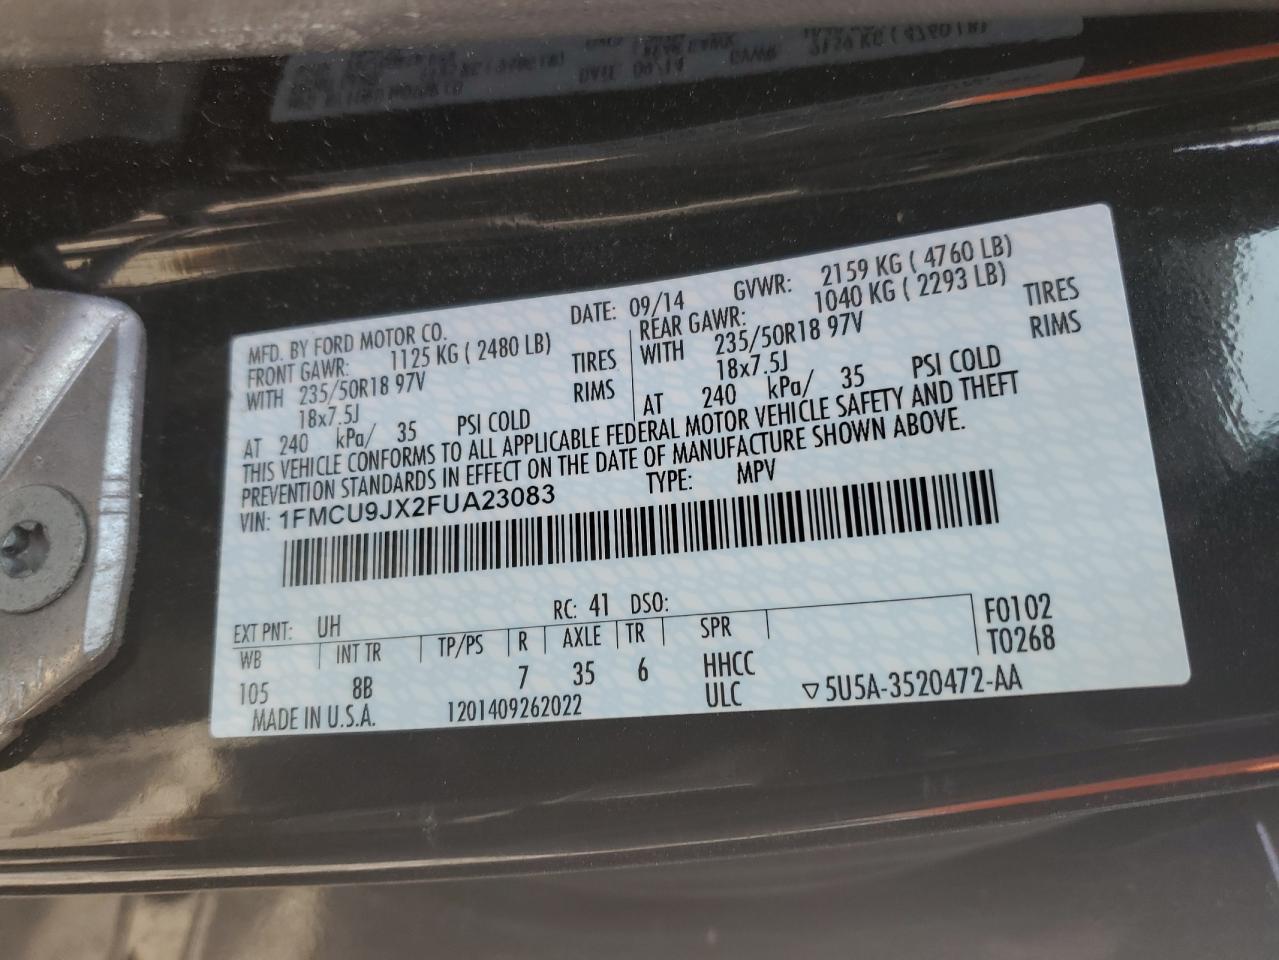 MFD. BY FORD MOTOR CO. DATE: 09/14 GVWR: 2159 KG ( 4760 LB)
FRONT GAWR: 1125 KG ( 2480 LB) REAR GAWR: 1040 KG ( 2293 LB)
WITH 235/50R18 97V TIRES WITH 235/50R18 97V TIRES
18x7.5J RIMS 18x7.5J RIMS
AT 240 kPa/ 35 PSI COLD AT 240 kPa/ 35 PSI COLD
THIS VEHICLE CONFORMS TO ALL APPLICABLE FEDERAL MOTOR VEHICLE SAFETY AND THEFT
PREVENTION STANDARDS IN EFFECT ON THE DATE OF MANUFACTURE SHOWN ABOVE.
VIN: 1FMCU9JX2FUA23083 TYPE: MPV
EXT PNT: UH RC: 41 DSO: F0102
WB INT TR TP/PS R AXLE TR SPR T0268
105 8B 7 35 6 HHCC
MADE IN U.S.A. 1201409262022 ULC ▽5U5A-3520472-AA